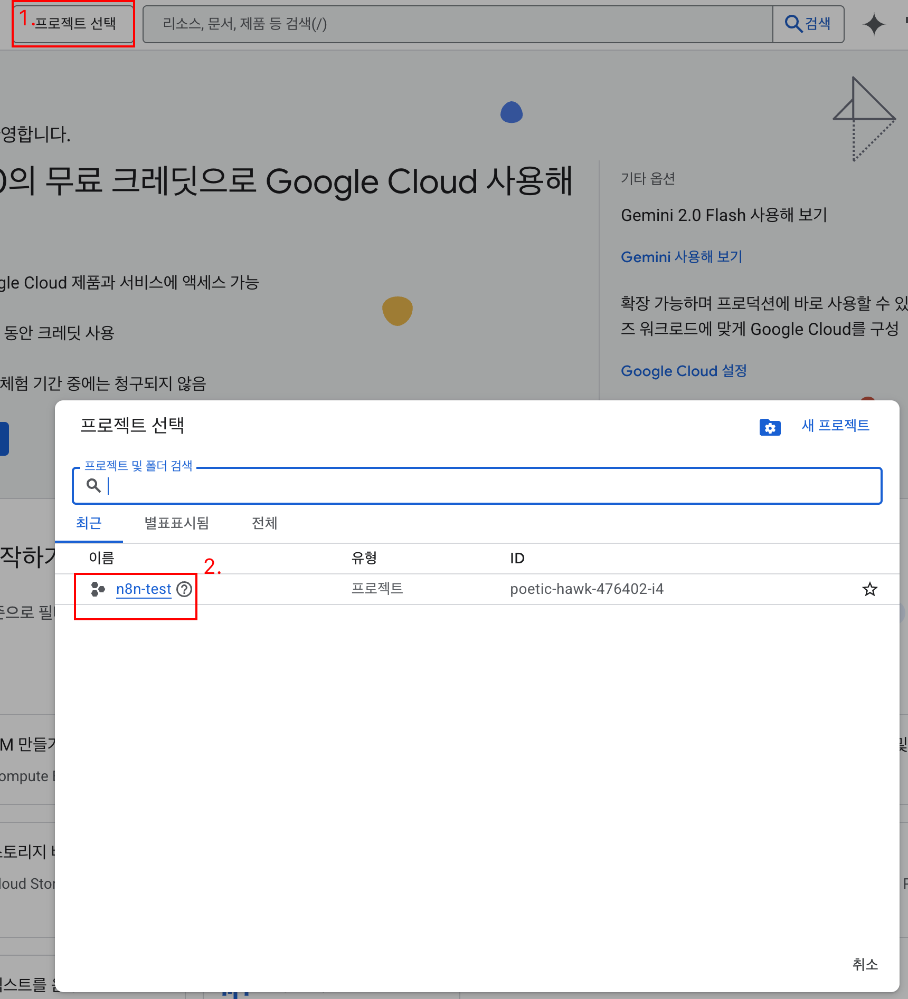 1.
프로젝트 선택
리소스, 문서, 제품 등 검색(/)
검색
영합니다.
0의 무료 크레딧으로 Google Cloud 사용해
기타 옵션
Gemini 2.0 Flash 사용해 보기
Gemini 사용해 보기
gle Cloud 제품과 서비스에 액세스 가능
확장 가능하며 프로덕션에 바로 사용할 수 있
즈 워크로드에 맞게 Google Cloud를 구성
동안 크레딧 사용
Google Cloud 설정
체험 기간 중에는 청구되지 않음
프로젝트 선택
새 프로젝트
프로젝트 및 폴더 검색
최근 별표표시됨 전체
작하기
이름 유형 ID
2.
n8n-test 프로젝트 poetic-hawk-476402-i4
으로 필
M 만들기
및
ompute E
토리지 버
loud Stor
취소
스트를 음